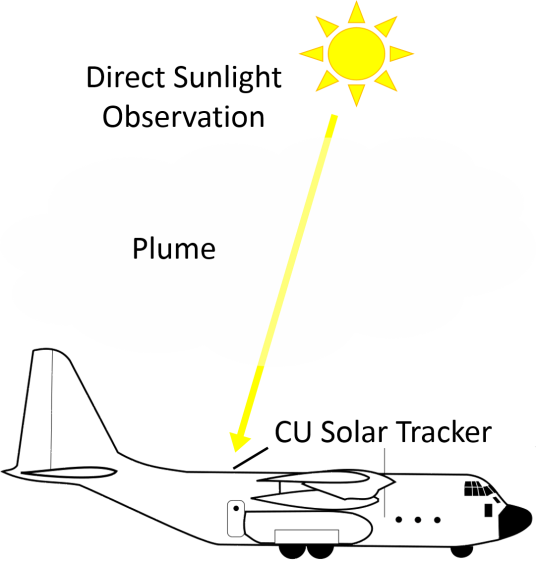 Direct Sunlight
Observation
Plume
CU Solar Tracker